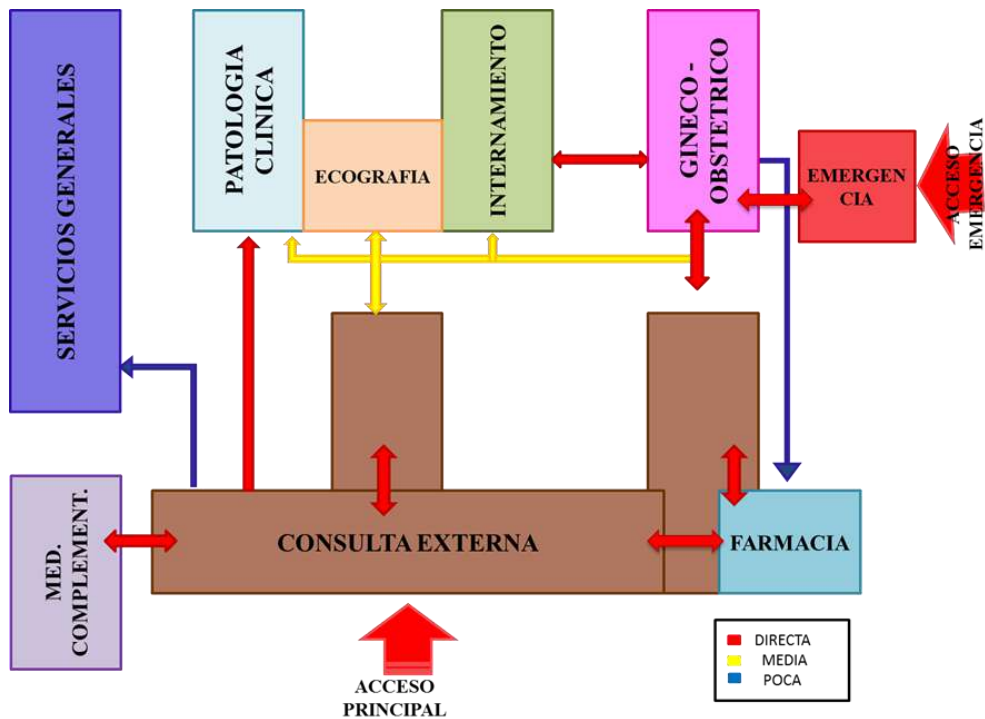 SERVICIOS GENERALES
PATOLOGIA
CLINICA
ECOGRAFIA
INTERNAMIENTO
GINECO -
OBSTETRICO
EMERGEN
CIA
ACCESO
EMERGENCIA
MED.
COMPLEMENT.
CONSULTA EXTERNA
FARMACIA
ACCESO
PRINCIPAL
DIRECTA
MEDIA
POCA